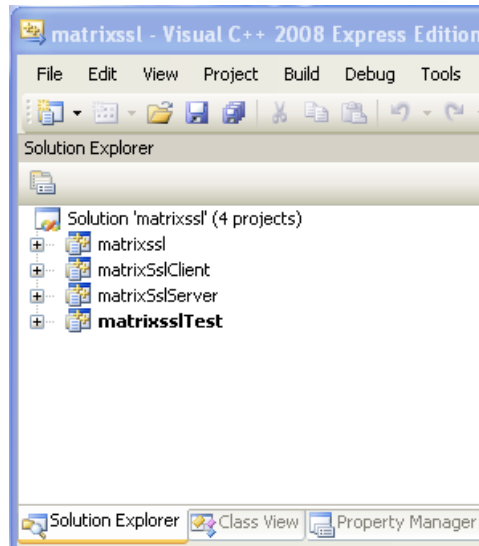 matrixssl - Visual C++ 2008 Express Edition
File Edit View Project Build Debug Tools
Solution Explorer
Solution 'matrixssl' (4 projects)
matrixssl
matrixSslClient
matrixSslServer
matrixsslTest
Solution Explorer Class View Property Manager